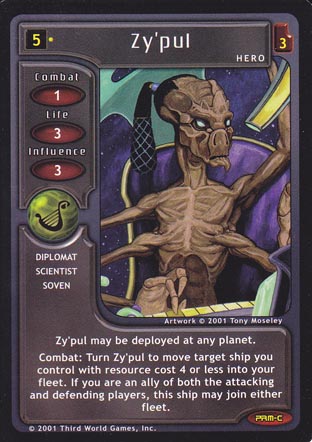 5
Zy'pul
3
HERO
Combat
1
Life
3
Influence
3
DIPLOMAT
SCIENTIST
SOVEN
Artwork © 2001 Tony Moseley
Zy'pul may be deployed at any planet.
Combat: Turn Zy'pul to move target ship you
control with resource cost 4 or less into your
fleet. If you are an ally of both the attacking
and defending players, this ship may join either
fleet.
© 2001 Third World Games, Inc.
PRM-C